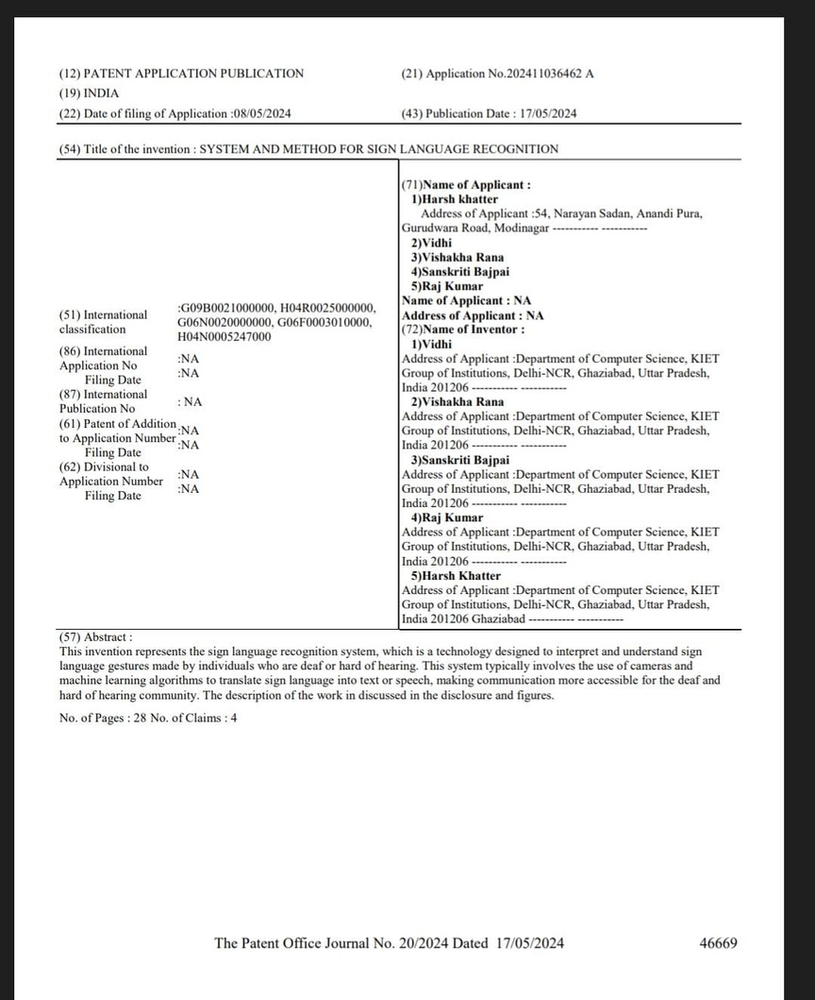 (12) PATENT APPLICATION PUBLICATION
(21) Application No.202411036462 A
(19) INDIA
(22) Date of filing of Application :08/05/2024
(43) Publication Date : 17/05/2024
(54) Title of the invention : SYSTEM AND METHOD FOR SIGN LANGUAGE RECOGNITION
(51) International
classification
:G09B0021000000, H04R0025000000,
G06N0020000000, G06F0003010000,
H04N0005247000
(86) International
Application No
Filing Date
:NA
:NA
(87) International
Publication No
: NA
(61) Patent of Addition
to Application Number
Filing Date
:NA
:NA
(62) Divisional to
Application Number
Filing Date
:NA
:NA
(71)Name of Applicant :
1)Harsh khatter
Address of Applicant :54, Narayan Sadan, Anandi Pura,
Gurudwara Road, Modinagar ----------- -----------
2)Vidhi
3)Vishakha Rana
4)Sanskriti Bajpai
5)Raj Kumar
Name of Applicant : NA
Address of Applicant : NA
(72)Name of Inventor :
1)Vidhi
Address of Applicant :Department of Computer Science, KIET
Group of Institutions, Delhi-NCR, Ghaziabad, Uttar Pradesh,
India 201206 ----------- -----------
2)Vishakha Rana
Address of Applicant :Department of Computer Science, KIET
Group of Institutions, Delhi-NCR, Ghaziabad, Uttar Pradesh,
India 201206 ----------- -----------
3)Sanskriti Bajpai
Address of Applicant :Department of Computer Science, KIET
Group of Institutions, Delhi-NCR, Ghaziabad, Uttar Pradesh,
India 201206 ----------- -----------
4)Raj Kumar
Address of Applicant :Department of Computer Science, KIET
Group of Institutions, Delhi-NCR, Ghaziabad, Uttar Pradesh,
India 201206 ----------- -----------
5)Harsh Khatter
Address of Applicant :Department of Computer Science, KIET
Group of Institutions, Delhi-NCR, Ghaziabad, Uttar Pradesh,
India 201206 Ghaziabad ----------- -----------
(57) Abstract :
This invention represents the sign language recognition system, which is a technology designed to interpret and understand sign
language gestures made by individuals who are deaf or hard of hearing. This system typically involves the use of cameras and
machine learning algorithms to translate sign language into text or speech, making communication more accessible for the deaf and
hard of hearing community. The description of the work in discussed in the disclosure and figures.
No. of Pages : 28 No. of Claims : 4
The Patent Office Journal No. 20/2024 Dated 17/05/2024
46669